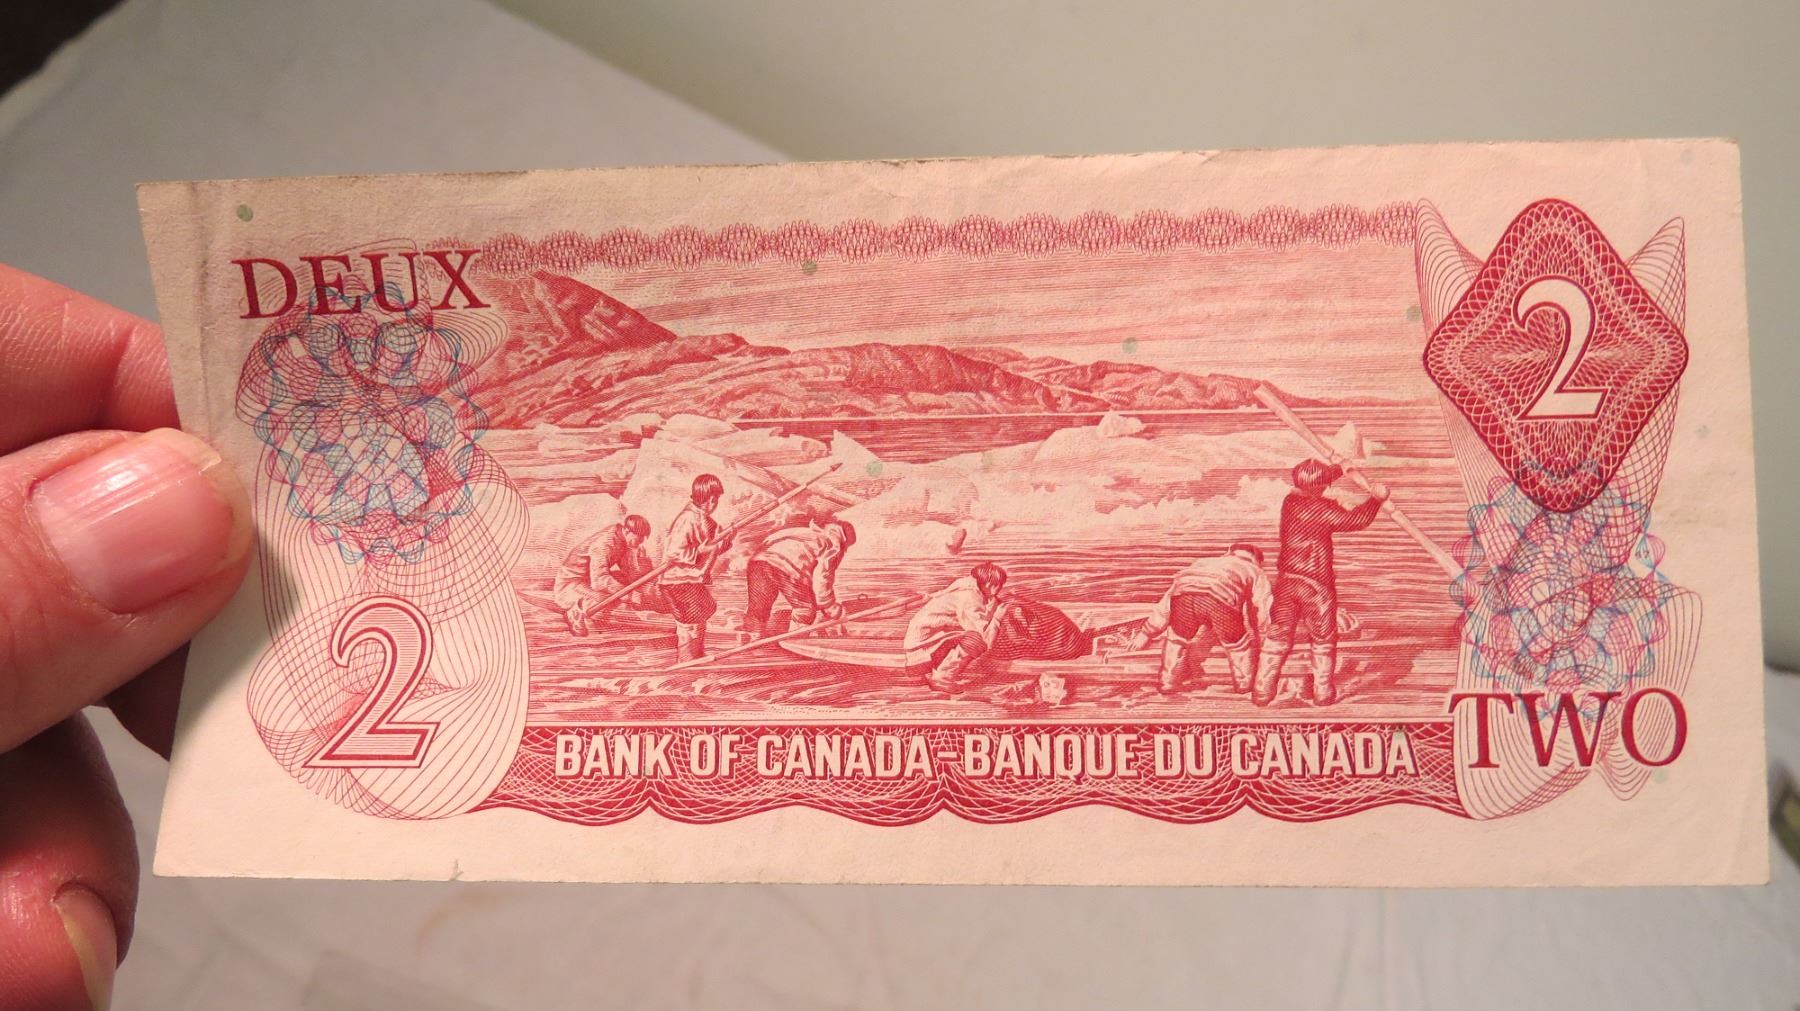 DEUX
2
2
BANK OF CANADA-BANQUE DU CANADA
TWO